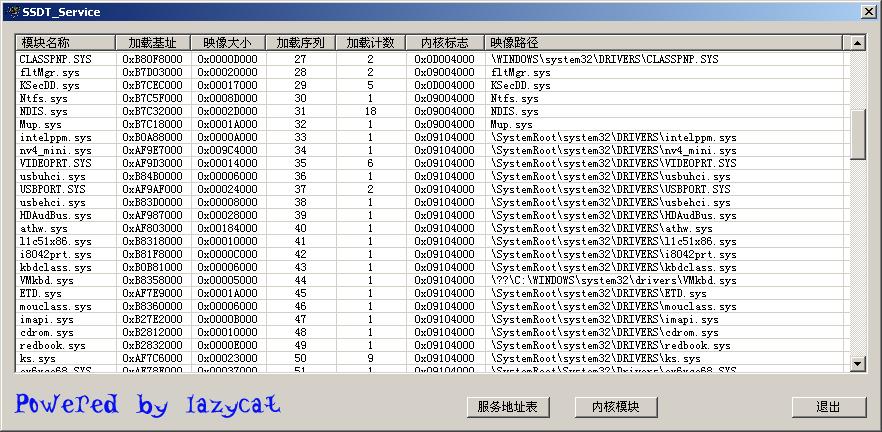 SSDT_Service
模块名称 加载基址 映像大小 加载序列 加载计数 内核标志 映像路径
CLASSPNP.SYS 0xB80F8000 0x0000D000 27 2 0x0D004000 \WINDOWS\system32\DRIVERS\CLASSPNP.SYS
fltMgr.sys 0xB7D03000 0x00020000 28 2 0x09004000 fltMgr.sys
KSecDD.sys 0xB7CEC000 0x00017000 29 5 0x0D004000 KSecDD.sys
Ntfs.sys 0xB7C5F000 0x0008D000 30 1 0x09004000 Ntfs.sys
NDIS.sys 0xB7C32000 0x0002D000 31 18 0x09004000 NDIS.sys
Mup.sys 0xB7C18000 0x0001A000 32 1 0x09004000 Mup.sys
intelppm.sys 0xB0A88000 0x0000A000 33 1 0x09104000 \SystemRoot\system32\DRIVERS\intelppm.sys
nv4_mini.sys 0xAF9E7000 0x009C4000 34 1 0x09104000 \SystemRoot\system32\DRIVERS\nv4_mini.sys
VIDEOPRT.SYS 0xAF9D3000 0x00014000 35 6 0x09104000 \SystemRoot\system32\DRIVERS\VIDEOPRT.SYS
usbuhci.sys 0xB84B0000 0x00006000 36 1 0x09104000 \SystemRoot\system32\DRIVERS\usbuhci.sys
USBPORT.SYS 0xAF9AF000 0x00024000 37 2 0x09104000 \SystemRoot\system32\DRIVERS\USBPORT.SYS
usbehci.sys 0xB83D0000 0x00008000 38 1 0x09104000 \SystemRoot\system32\DRIVERS\usbehci.sys
HDAudBus.sys 0xAF987000 0x00028000 39 1 0x09104000 \SystemRoot\system32\DRIVERS\HDAudBus.sys
athw.sys 0xAF803000 0x00184000 40 1 0x09104000 \SystemRoot\system32\DRIVERS\athw.sys
l1c51x86.sys 0xB8318000 0x00010000 41 1 0x09104000 \SystemRoot\system32\DRIVERS\l1c51x86.sys
i8042prt.sys 0xB81F8000 0x0000C000 42 1 0x09104000 \SystemRoot\system32\DRIVERS\i8042prt.sys
kbdclass.sys 0xB0B81000 0x00006000 43 1 0x09104000 \SystemRoot\system32\DRIVERS\kbdclass.sys
VMkbd.sys 0xB8358000 0x00005000 44 1 0x09104000 \??\C:\WINDOWS\system32\drivers\VMkbd.sys
ETD.sys 0xAF7E9000 0x0001A000 45 1 0x09104000 \SystemRoot\system32\DRIVERS\ETD.sys
mouclass.sys 0xB8360000 0x00006000 46 1 0x09104000 \SystemRoot\system32\DRIVERS\mouclass.sys
imapi.sys 0xB27E2000 0x0000B000 47 1 0x09104000 \SystemRoot\system32\DRIVERS\imapi.sys
cdrom.sys 0xB2812000 0x00010000 48 1 0x09104000 \SystemRoot\system32\DRIVERS\cdrom.sys
redbook.sys 0xB2832000 0x0000E000 49 1 0x09104000 \SystemRoot\system32\DRIVERS\redbook.sys
ks.sys 0xAF7C6000 0x00023000 50 9 0x09104000 \SystemRoot\system32\DRIVERS\ks.sys
0x00037000 51 1 0x09104000
Powered by lazycat 服务地址表 内核模块 退出